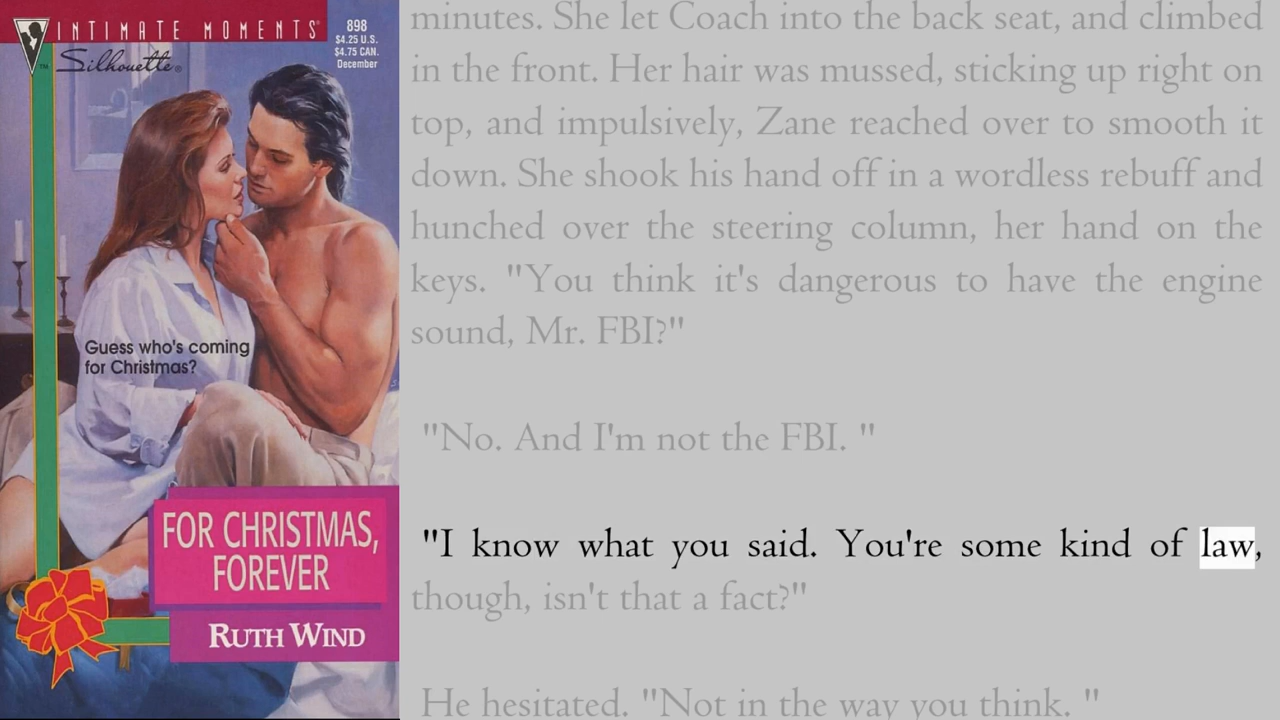 INTIMATE MOMENTS®
898
$4.25 U.S.
$4.75 CAN.
December
TM
Silhouette®
Guess who's coming
for Christmas?
FOR CHRISTMAS,
FOREVER
RUTH WIND
minutes. She let Coach into the back seat, and climbed
in the front. Her hair was mussed, sticking up right on
top, and impulsively, Zane reached over to smooth it
down. She shook his hand off in a wordless rebuff and
hunched over the steering column, her hand on the
keys. "You think it's dangerous to have the engine
sound, Mr. FBI?"
"No. And I'm not the FBI. "
"I know what you said. You're some kind of law,
though, isn't that a fact?"
He hesitated. "Not in the way you think. "